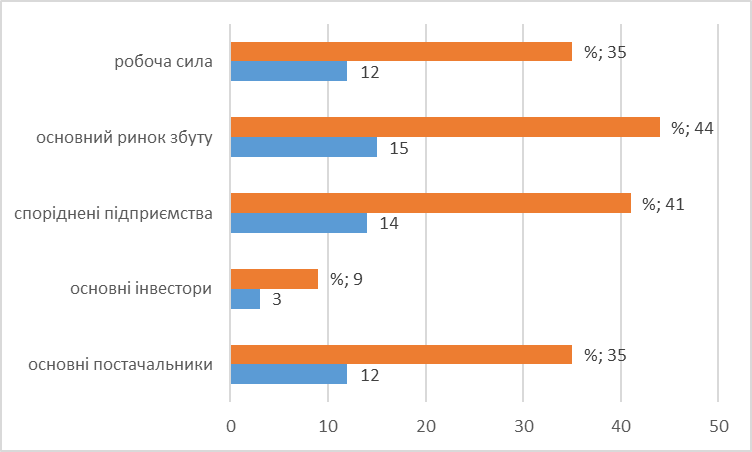 робоча сила
%; 35
12
основний ринок збуту
%; 44
15
споріднені підприємства
%; 41
14
основні інвестори
%; 9
3
основні постачальники
%; 35
12
0 10 20 30 40 50